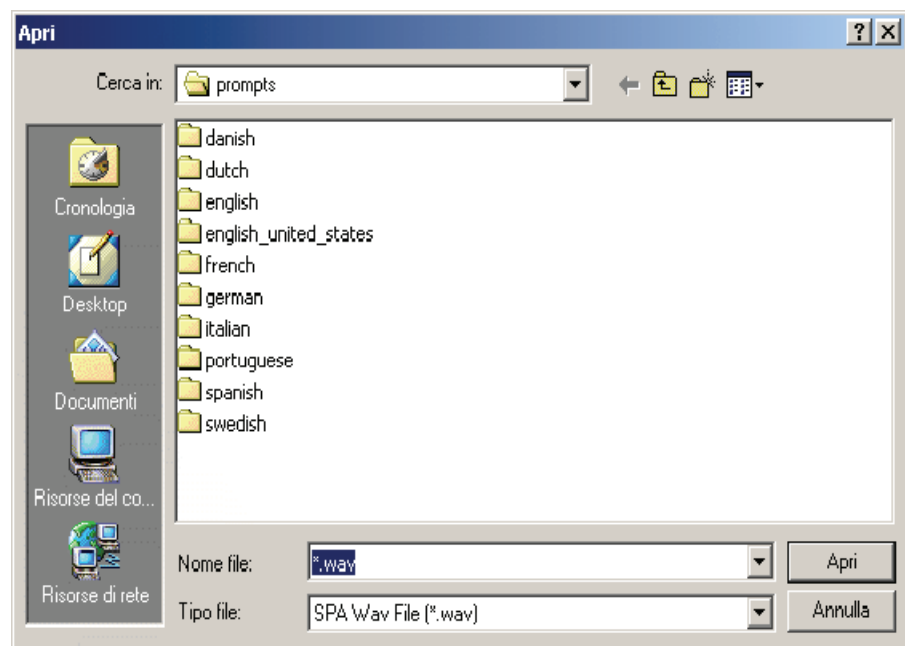 Apri
Cerca in: prompts
danish
dutch
english
english_united_states
french
german
italian
portuguese
spanish
swedish
Cronologia
Desktop
Documenti
Risorse del co...
Risorse di rete
Nome file: *.wav Apri
Tipo file: SPA Wav File (*.wav) Annulla